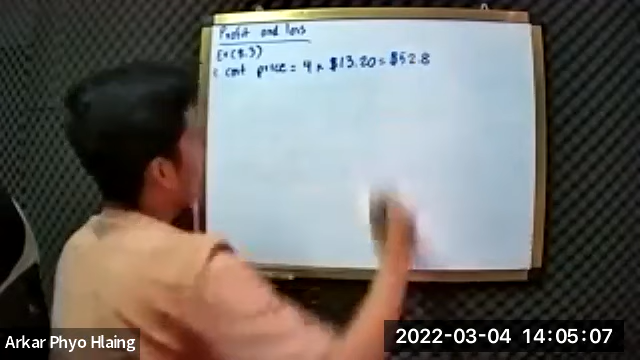 Profit and loss
Ex(8.3)
cost price = 4 × $13.20 = $52.8
Arkar Phyo Hlaing
2022-03-04 14:05:07